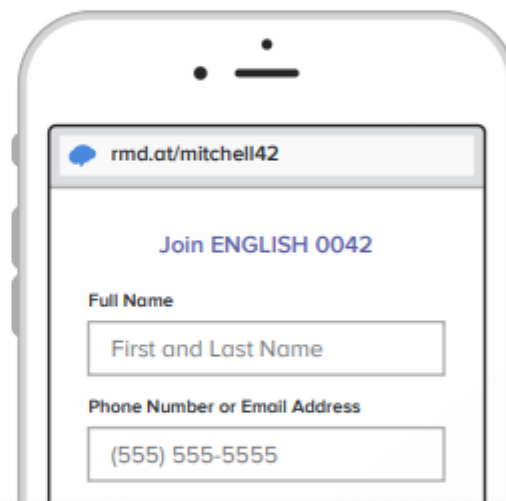 rmd.at/mitchell42
Join ENGLISH 0042
Full Name
First and Last Name
Phone Number or Email Address
(555) 555-5555